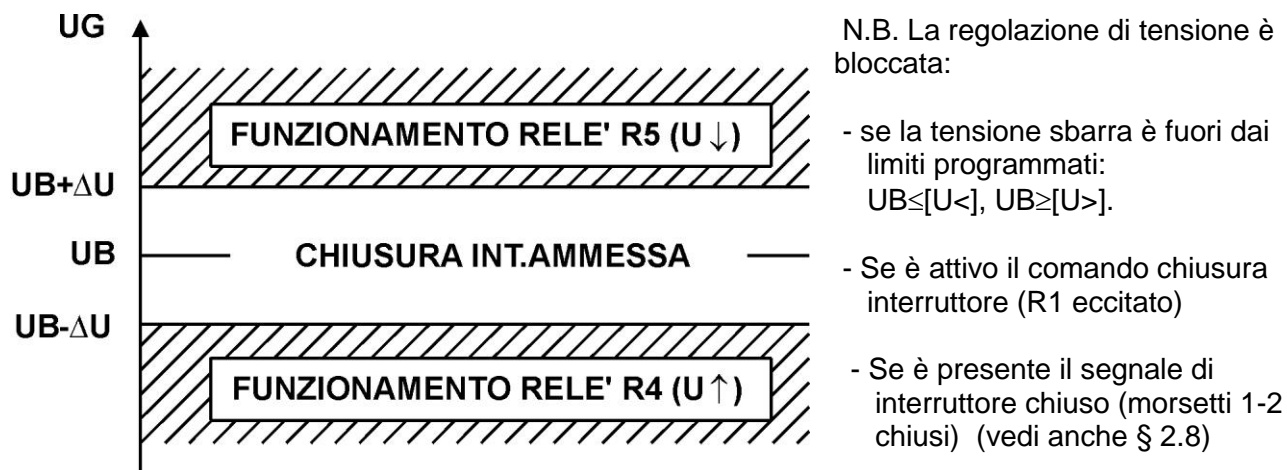 UG
FUNZIONAMENTO RELE' R5 (U↓)
UB+ΔU
UB
CHIUSURA INT.AMMESSA
UB-ΔU
FUNZIONAMENTO RELE' R4 (U↑)
N.B. La regolazione di tensione è
bloccata:
- se la tensione sbarra è fuori dai
limiti programmati:
UB≤[U<], UB≥[U>].
- Se è attivo il comando chiusura
interruttore (R1 eccitato)
- Se è presente il segnale di
interruttore chiuso (morsetti 1-2
chiusi) (vedi anche § 2.8)